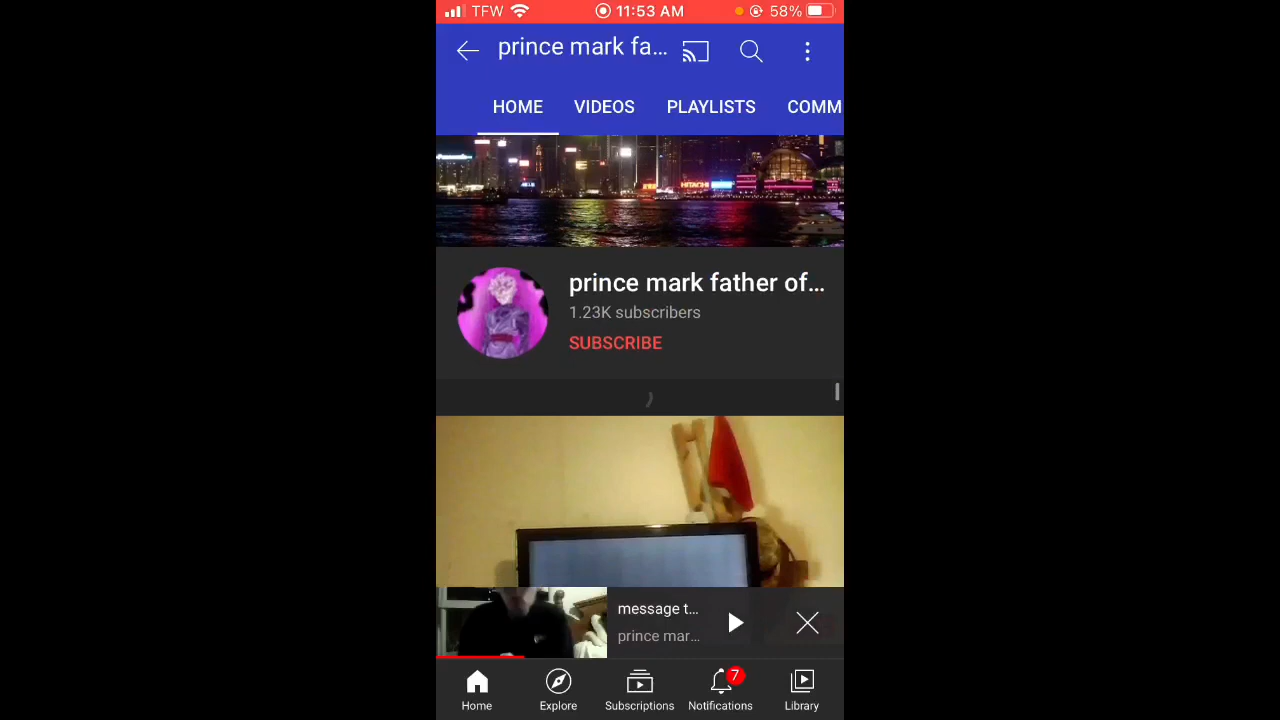 TFW 11:53 AM 58%
prince mark fa...
HOME VIDEOS PLAYLISTS COMM
HITACHI
prince mark father of...
1.23K subscribers
SUBSCRIBE
message t...
prince mar...
7
Home Explore Subscriptions Notifications Library